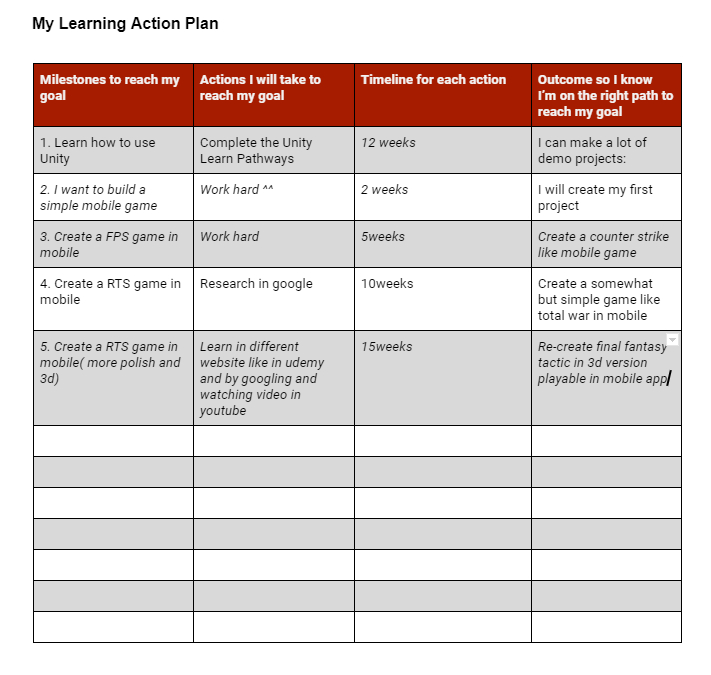 My Learning Action Plan
Milestones to reach my
goal
Actions I will take to
reach my goal
Timeline for each action
Outcome so I know
I'm on the right path to
reach my goal
1. Learn how to use
Unity
Complete the Unity
Learn Pathways
12 weeks
I can make a lot of
demo projects:
2. I want to build a
simple mobile game
Work hard ^^
2 weeks
I will create my first
project
3. Create a FPS game in
mobile
Work hard
5weeks
Create a counter strike
like mobile game
4. Create a RTS game in
mobile
Research in google
10weeks
Create a somewhat
but simple game like
total war in mobile
5. Create a RTS game in
mobile( more polish and
3d)
Learn in different
website like in udemy
and by googling and
watching video in
youtube
15weeks
Re-create final fantasy
tactic in 3d version
playable in mobile app